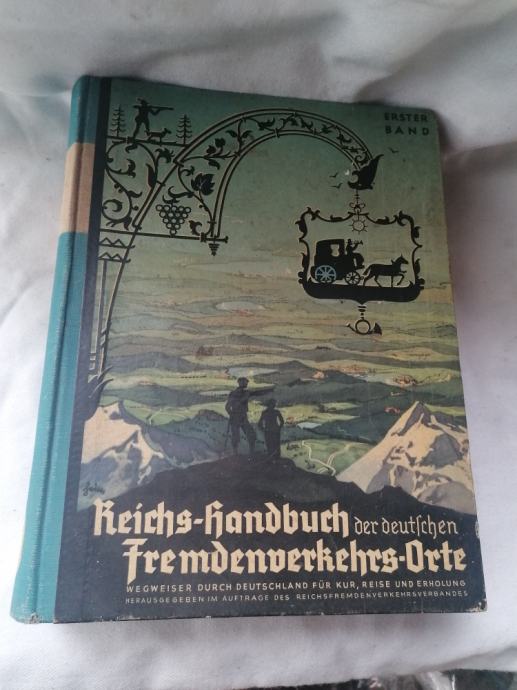 ERSTER
BAND
Reichs-Handbuch der deutſchen
Fremdenverkehrs-Orte
WEGWEISER DURCH DEUTSCHLAND FÜR KUR, REISE UND ERHOLUNG
HERAUSGEGEBEN IM AUFTRAGE DES REICHSFREMDENVERKEHRSVERBANDES